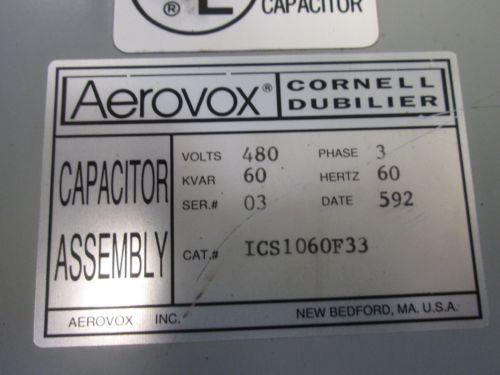 ® CAPACITOR
Aerovox® CORNELL DUBILIER
CAPACITOR ASSEMBLY
VOLTS 480 PHASE 3
KVAR 60 HERTZ 60
SER.# 03 DATE 592
CAT.# ICS1060F33
AEROVOX INC. NEW BEDFORD, MA. U.S.A.